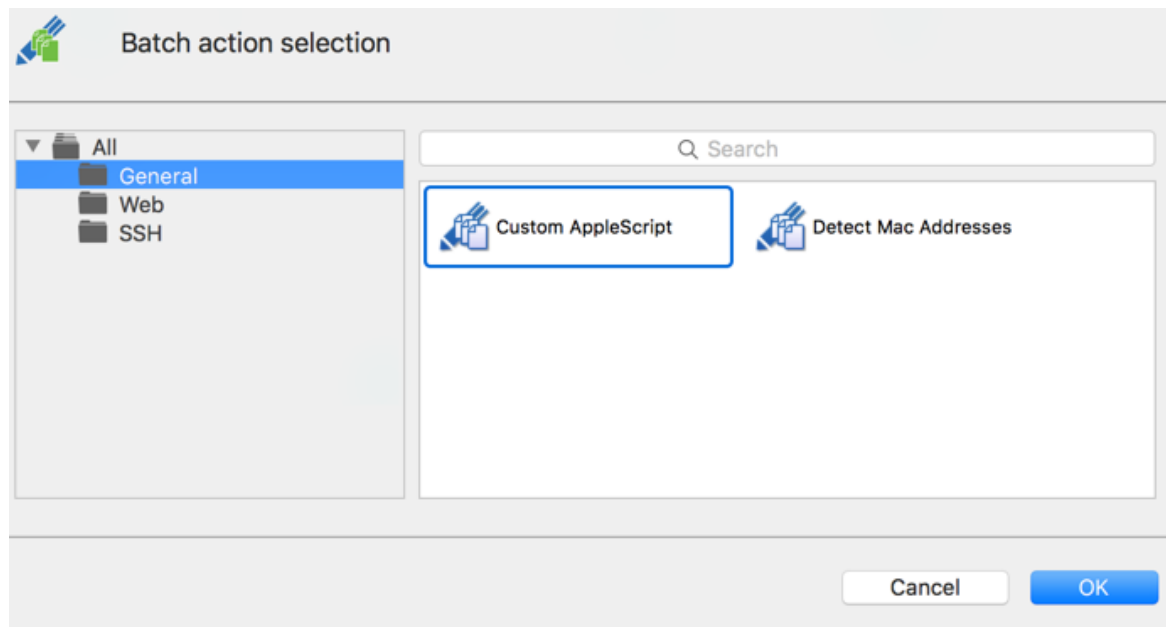 Batch action selection
All
General
Web
SSH
Search
Custom AppleScript
Detect Mac Addresses
Cancel
OK